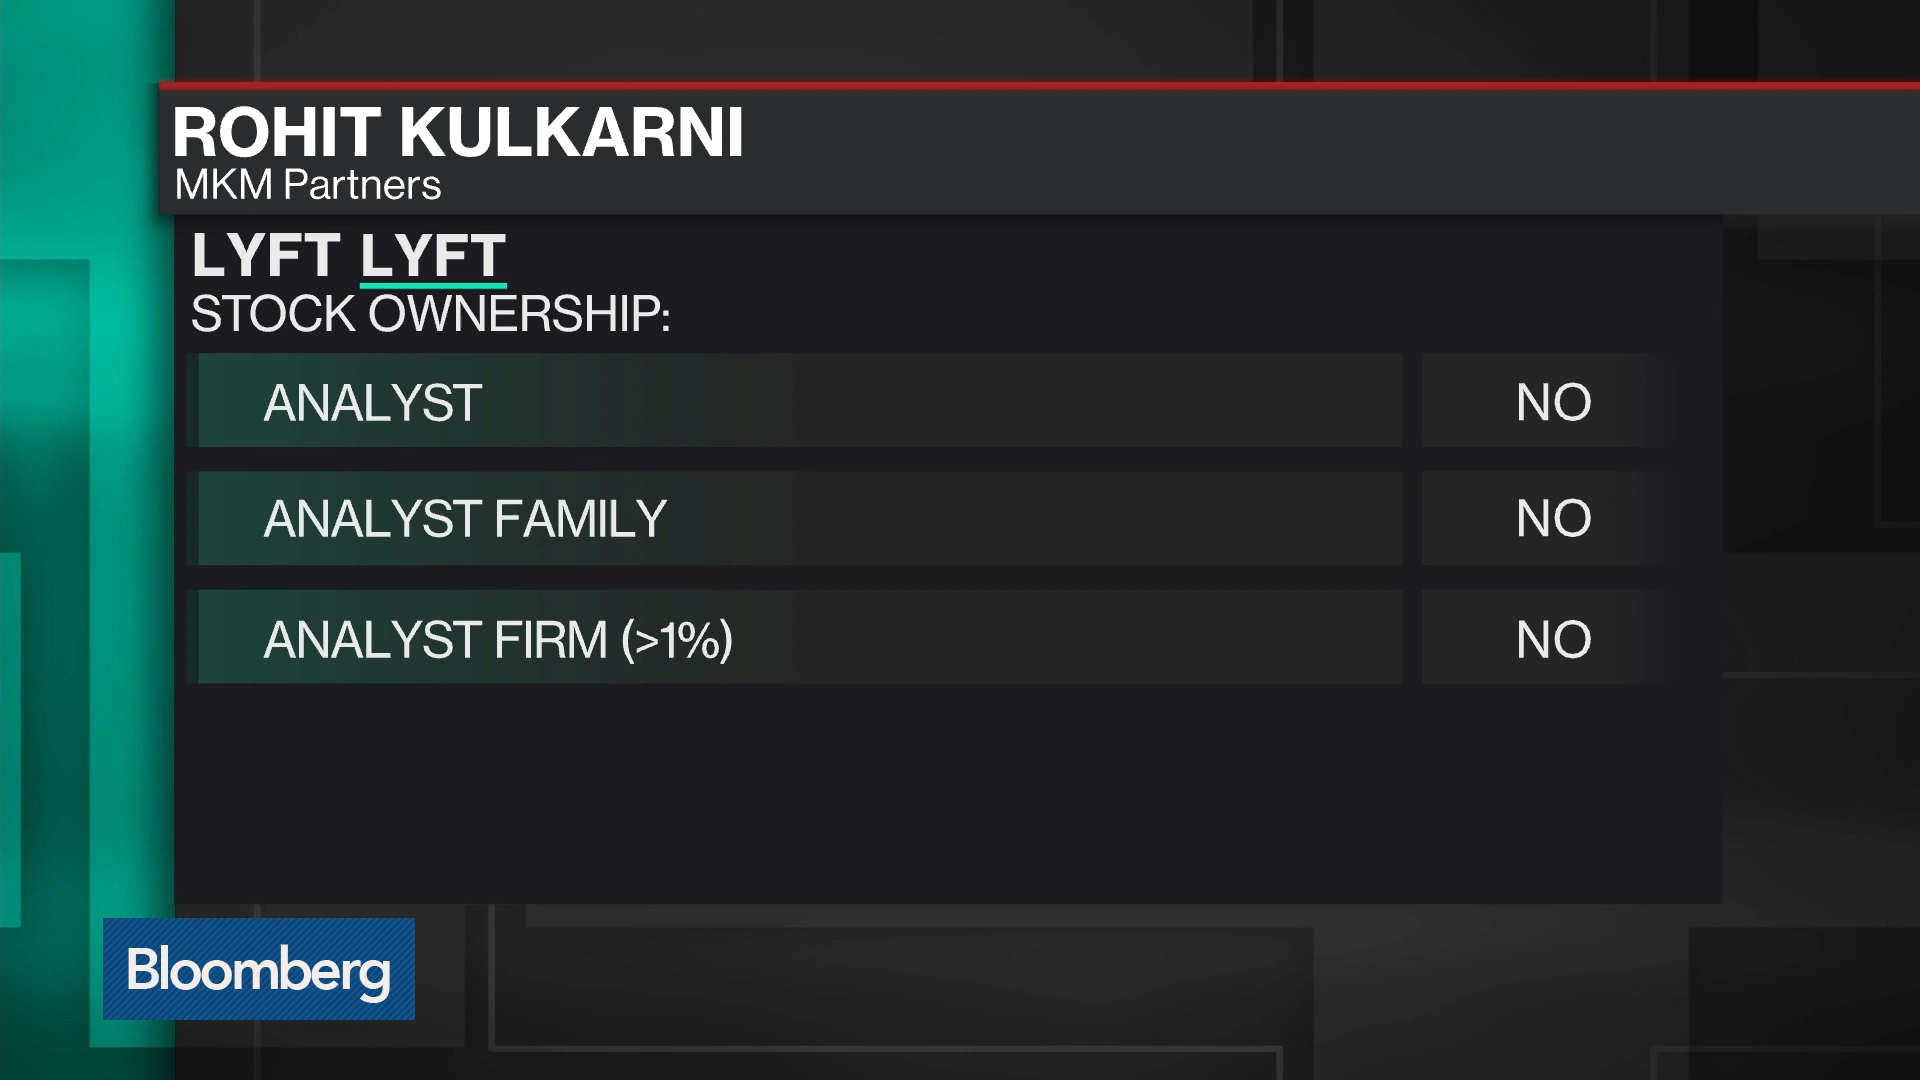 ROHIT KULKARNI
MKM Partners
LYFT LYFT
STOCK OWNERSHIP:
ANALYST NO
ANALYST FAMILY NO
ANALYST FIRM (>1%) NO
Bloomberg